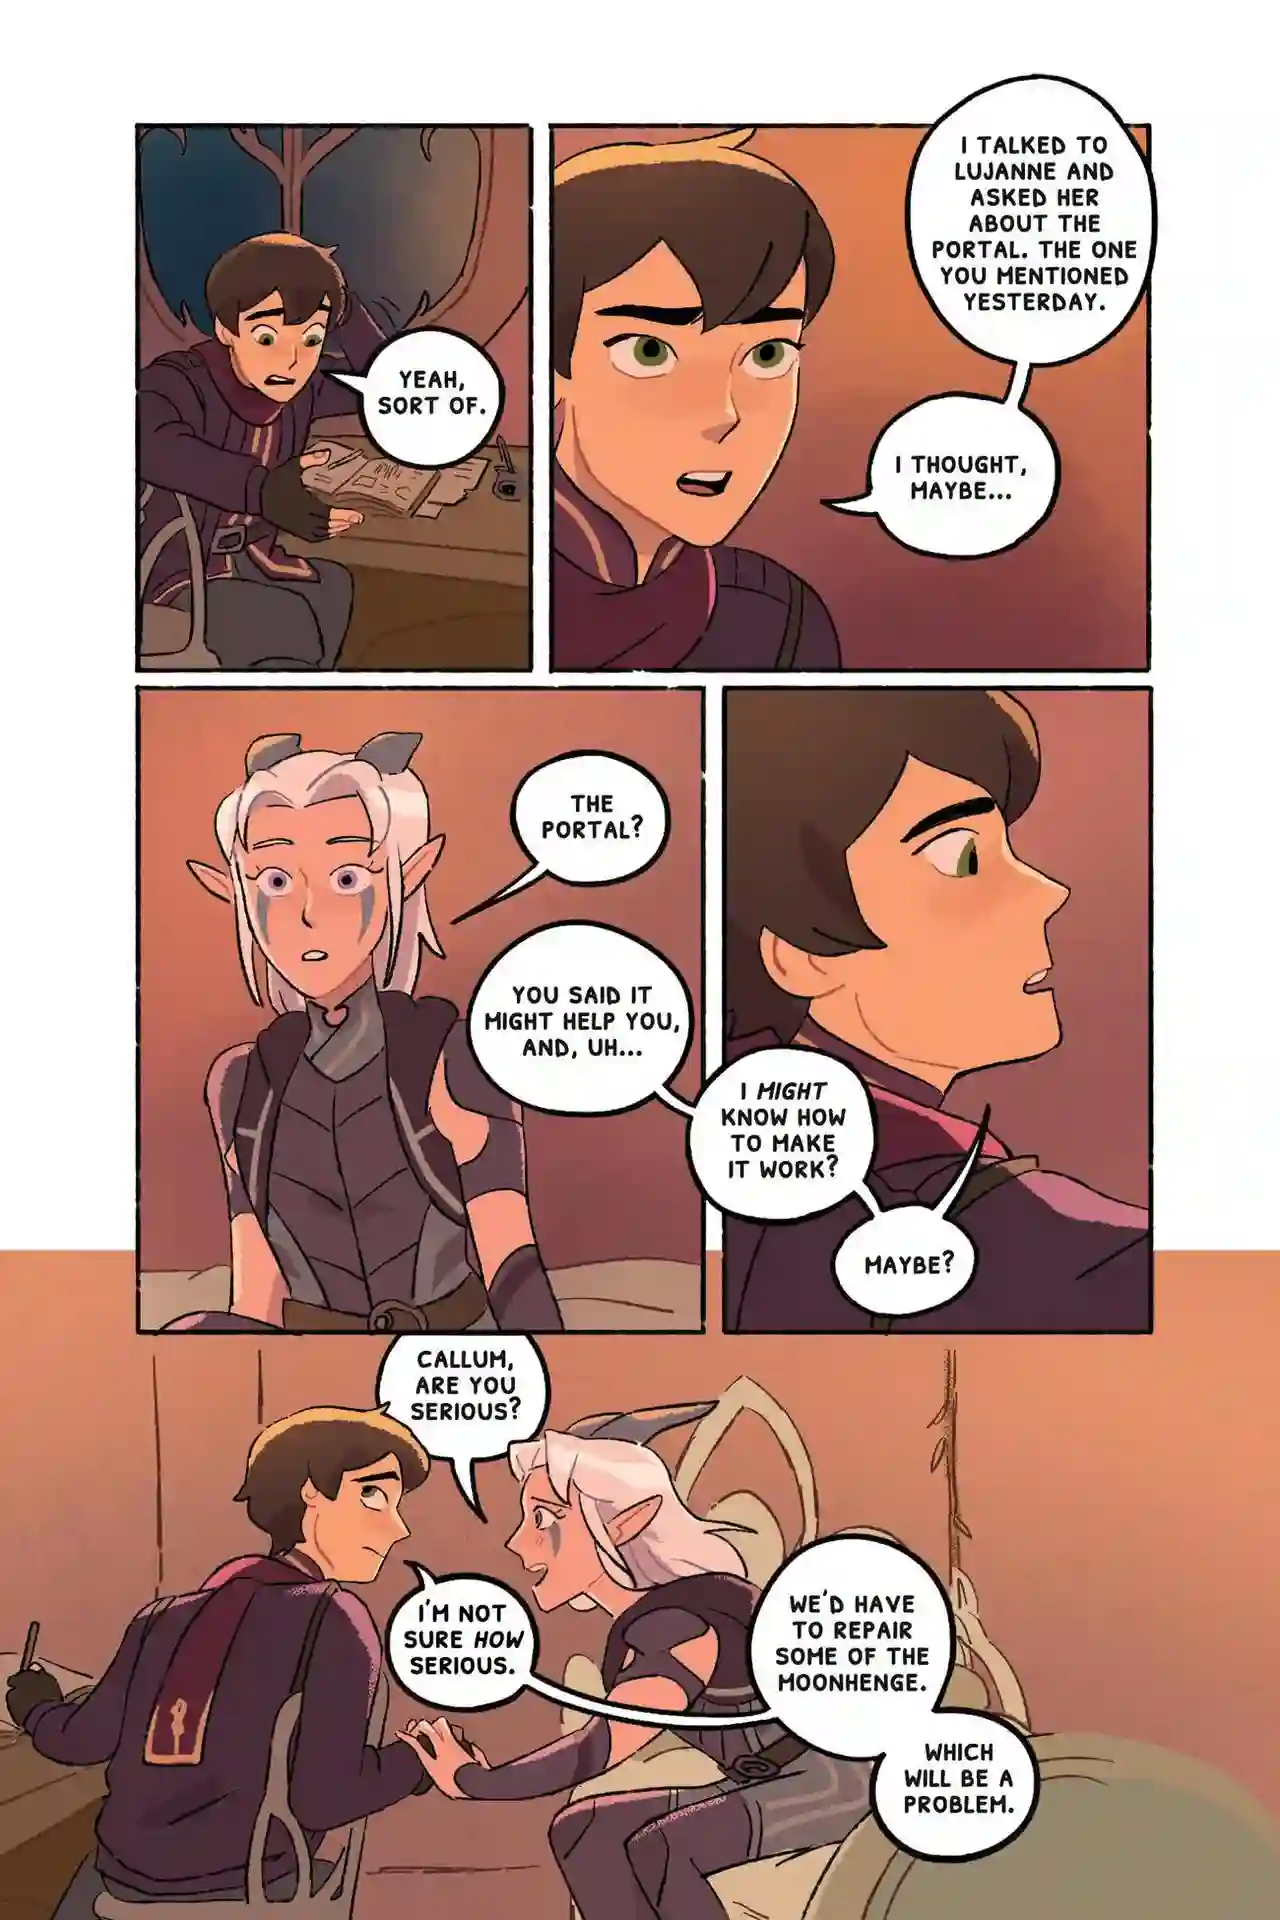 YEAH,
SORT OF.
I TALKED TO
LUJANNE AND
ASKED HER
ABOUT THE
PORTAL. THE ONE
YOU MENTIONED
YESTERDAY.
I THOUGHT,
MAYBE...
THE
PORTAL?
YOU SAID IT
MIGHT HELP YOU,
AND, UH...
I MIGHT
KNOW HOW
TO MAKE
IT WORK?
MAYBE?
CALLUM,
ARE YOU
SERIOUS?
I'M NOT
SURE HOW
SERIOUS.
WE'D HAVE
TO REPAIR
SOME OF THE
MOONHENGE.
WHICH
WILL BE A
PROBLEM.